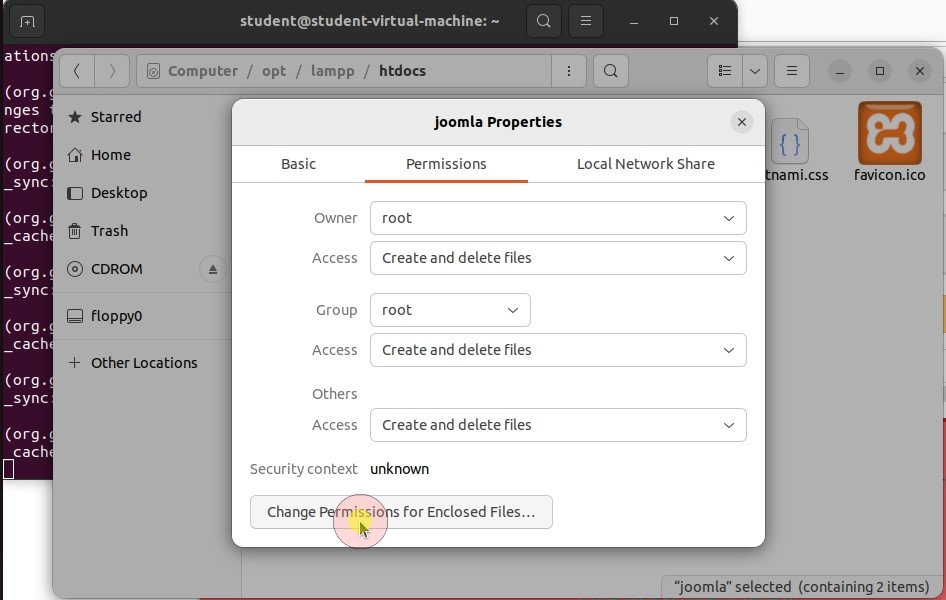 student@student-virtual-machine: ~
ations
(org.g
nges t
rector
(org.g
_sync:
(org.g
_cache
(org.g
_sync:
(org.g
_cache
(org.g
_sync:
(org.g
_cache
Computer / opt / lampp / htdocs
Starred
Home
Desktop
Trash
CDROM
floppy0
Other Locations
joomla Properties
Basic Permissions Local Network Share
Owner root
Access Create and delete files
Group root
Access Create and delete files
Others
Access Create and delete files
Security context unknown
Change Permissions for Enclosed Files…
{ }
tnami.css
favicon.ico
“joomla” selected (containing 2 items)